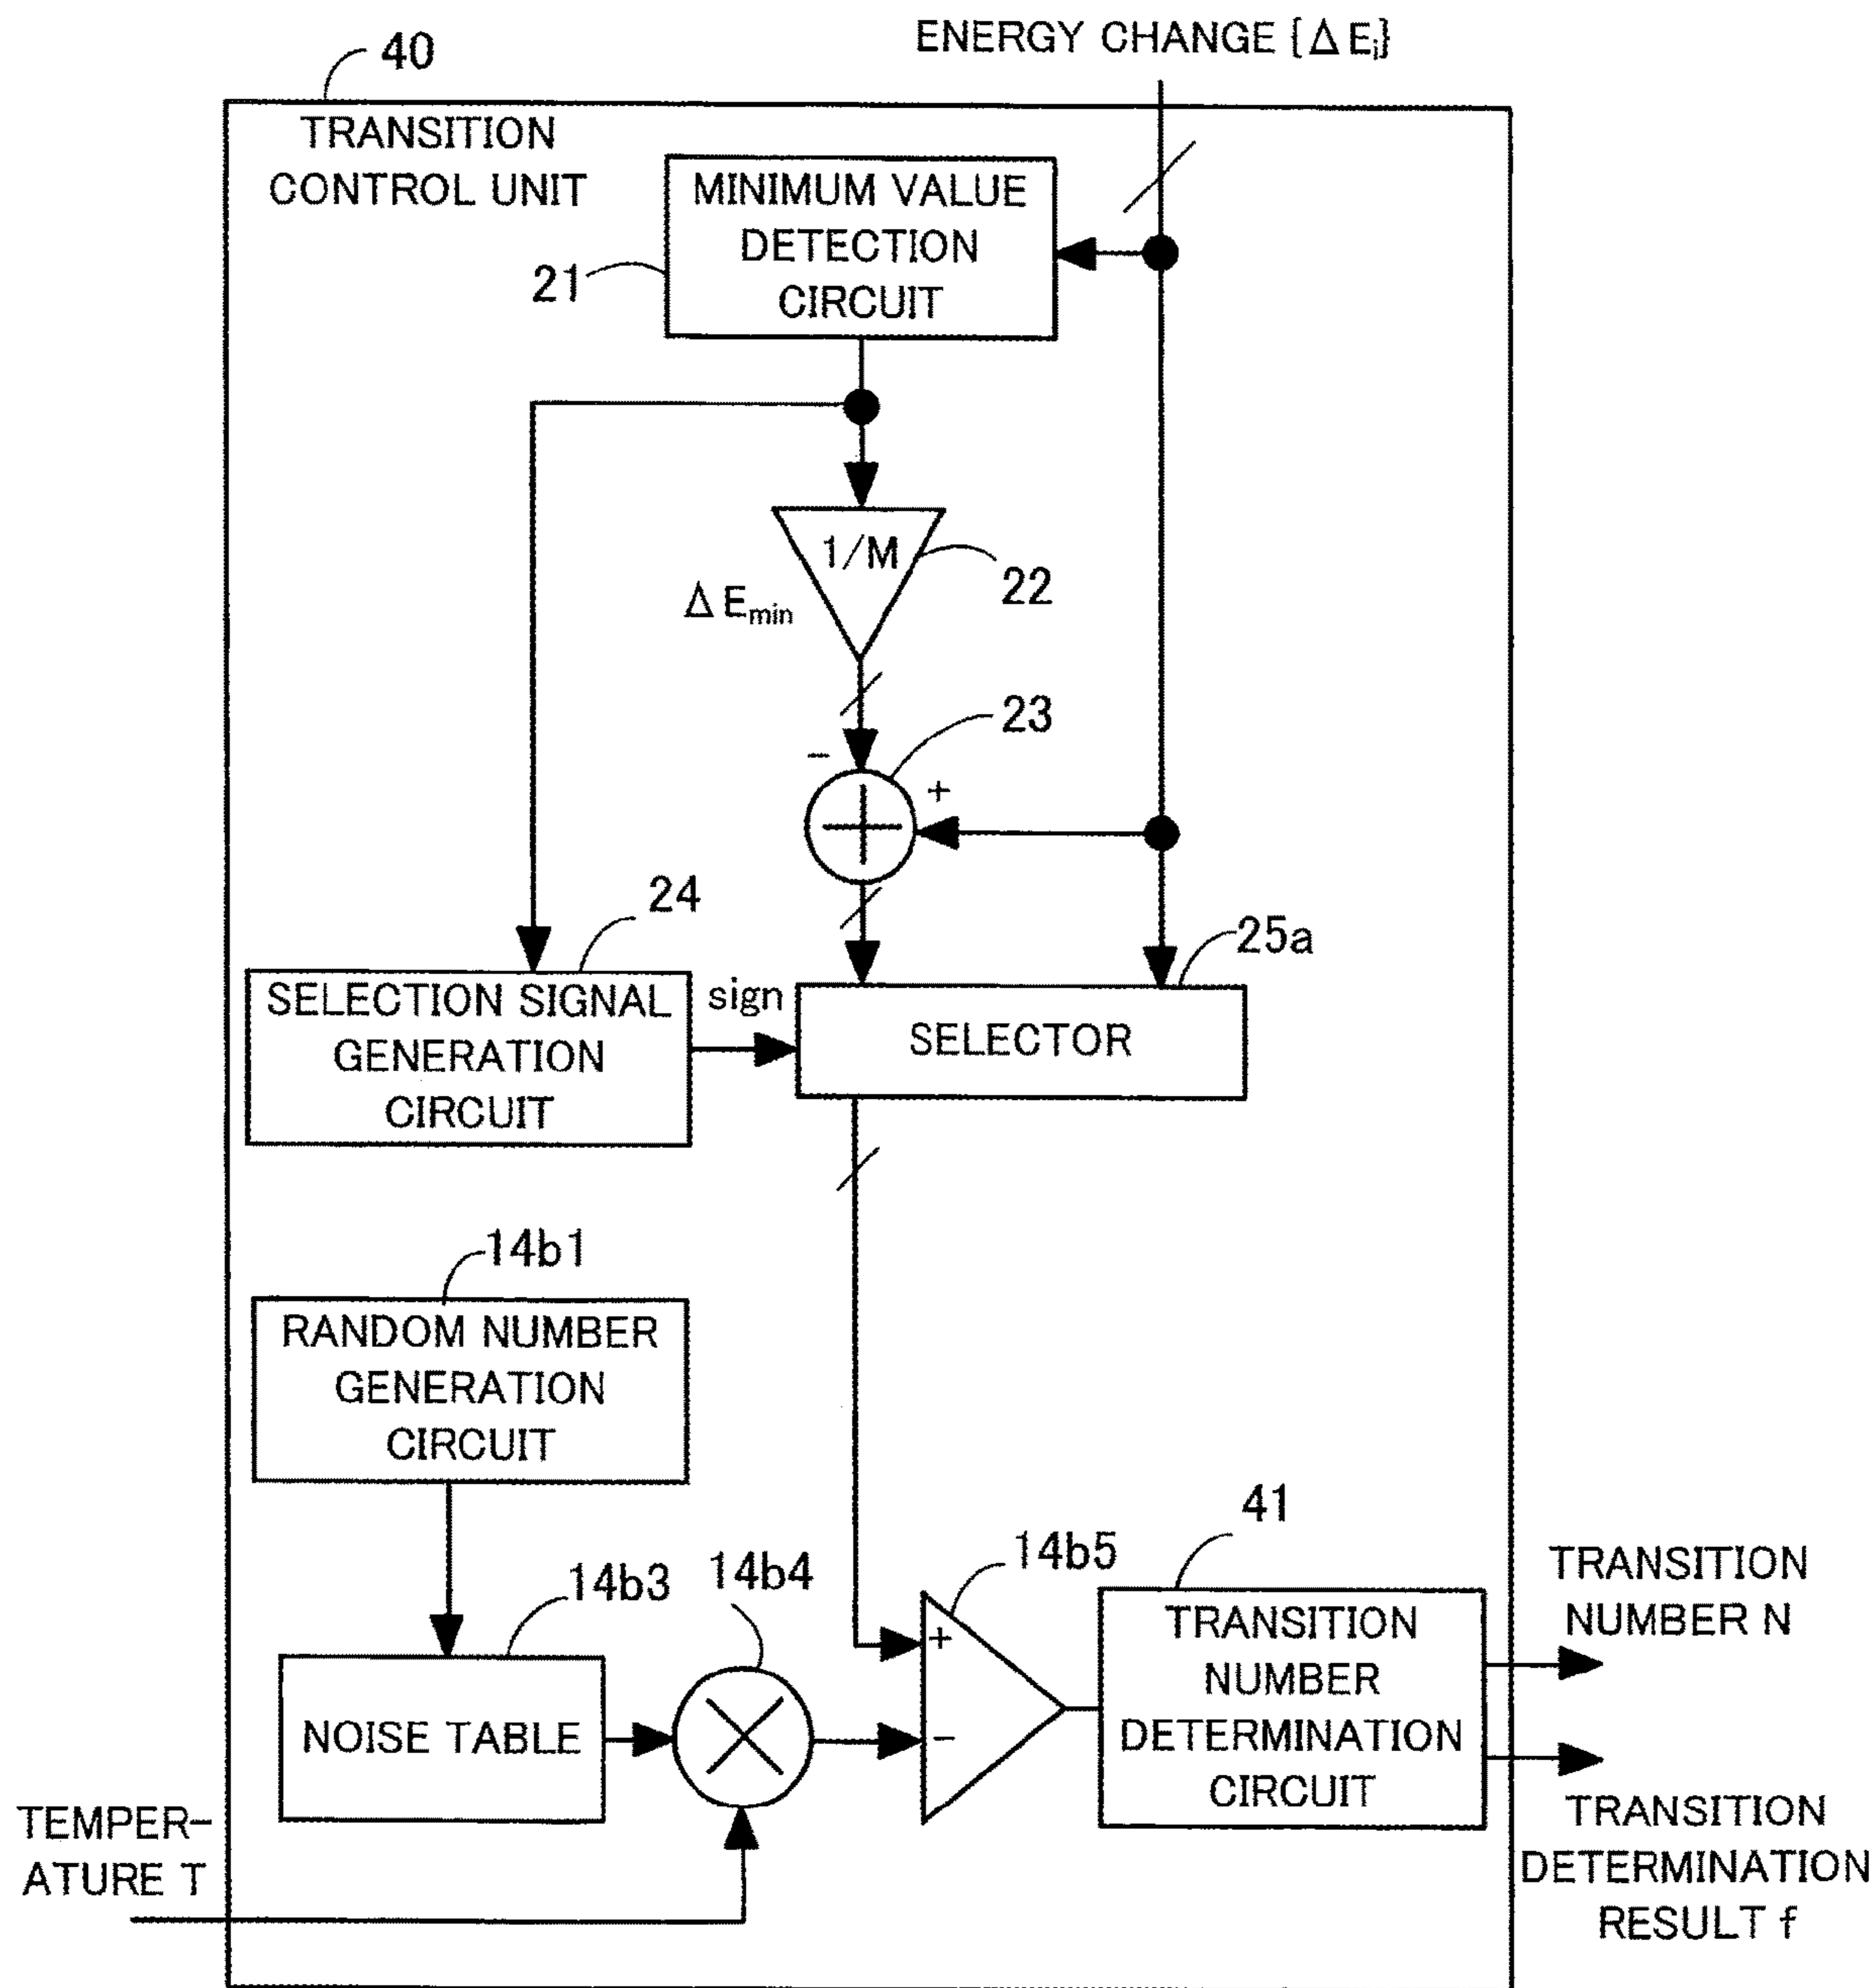 ENERGY CHANGE {Δ Ei}
40
TRANSITION
CONTROL UNIT
MINIMUM VALUE
DETECTION
CIRCUIT
21
1/M
22
Δ Emin
23
-
+
24
25a
SELECTION SIGNAL
GENERATION
CIRCUIT
sign
SELECTOR
14b1
RANDOM NUMBER
GENERATION
CIRCUIT
14b3
14b4
14b5
41
NOISE TABLE
+
-
TRANSITION
NUMBER
DETERMINATION
CIRCUIT
TRANSITION
NUMBER N
TEMPER-
ATURE T
TRANSITION
DETERMINATION
RESULT f